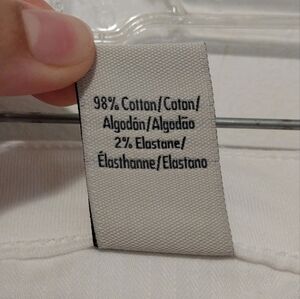 98% Cotton/Coton/
Algodón/Algodão
2% Elastane/
Élasthanne/Elastano